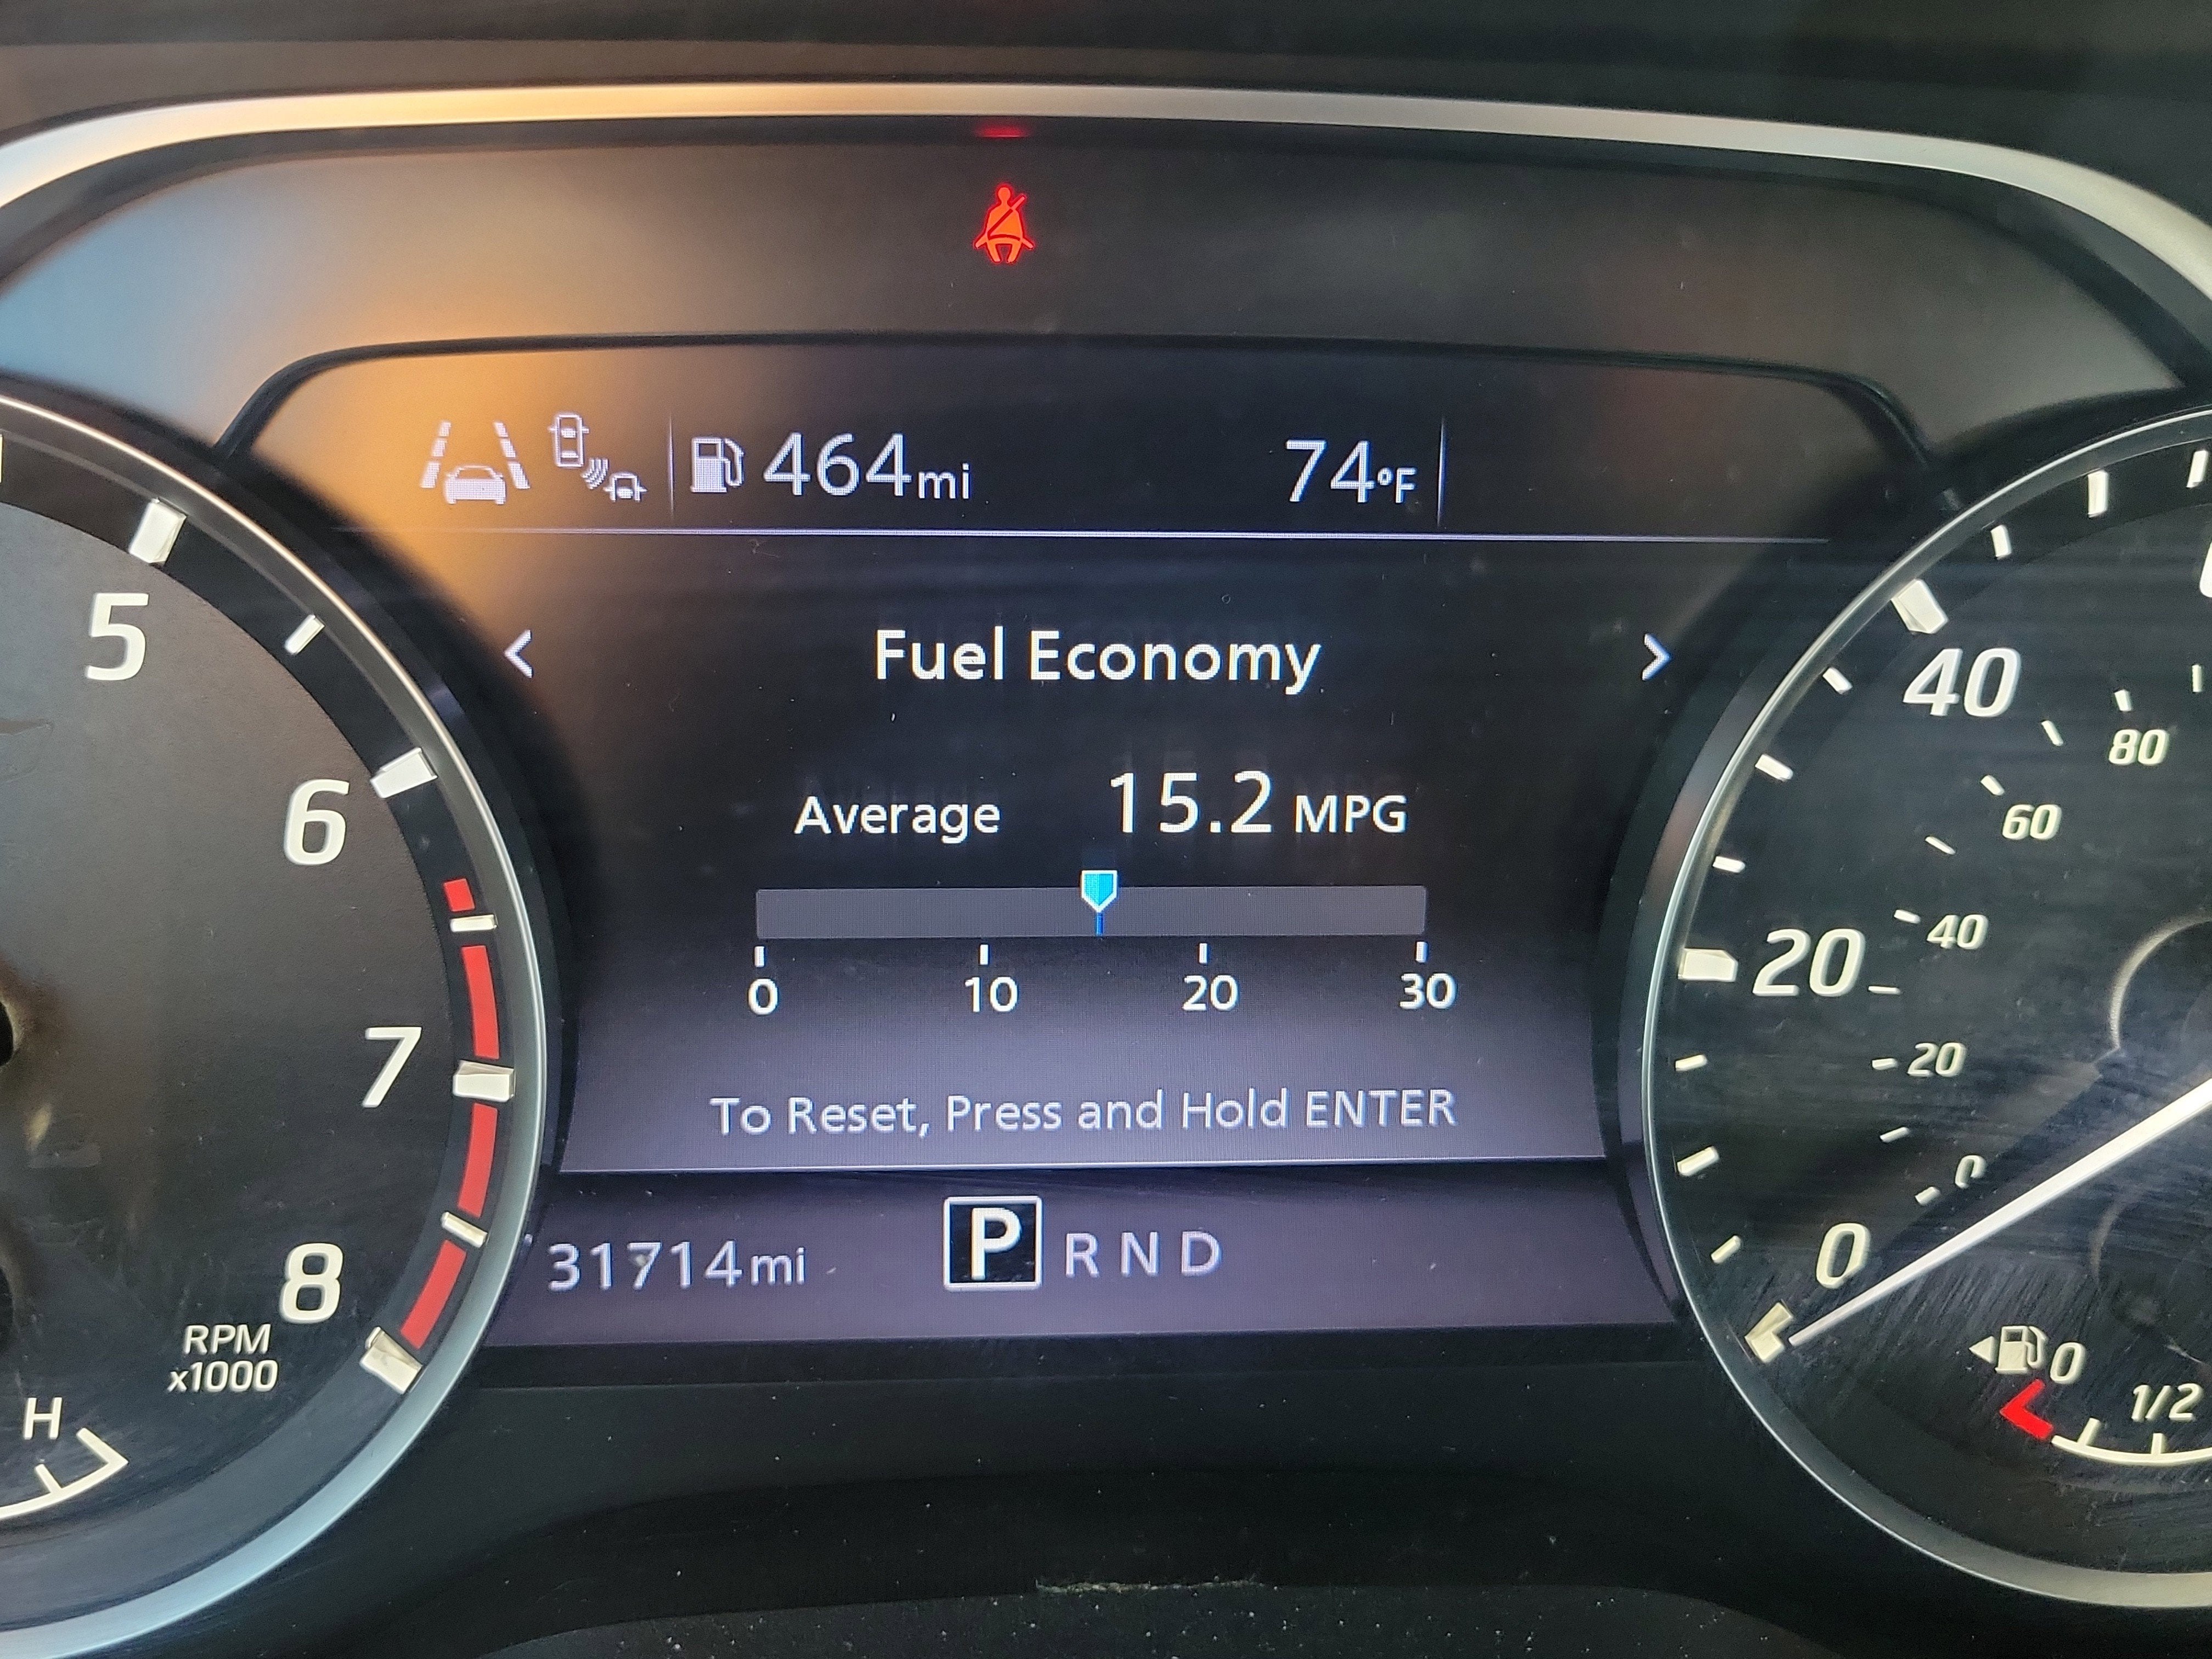 464mi
74°F
< Fuel Economy >
Average 15.2 MPG
0 10 20 30
To Reset, Press and Hold ENTER
31714mi
P R N D
5
6
7
8
RPM
x1000
H
40
80
60
20
40
20
0
0
0
1/2